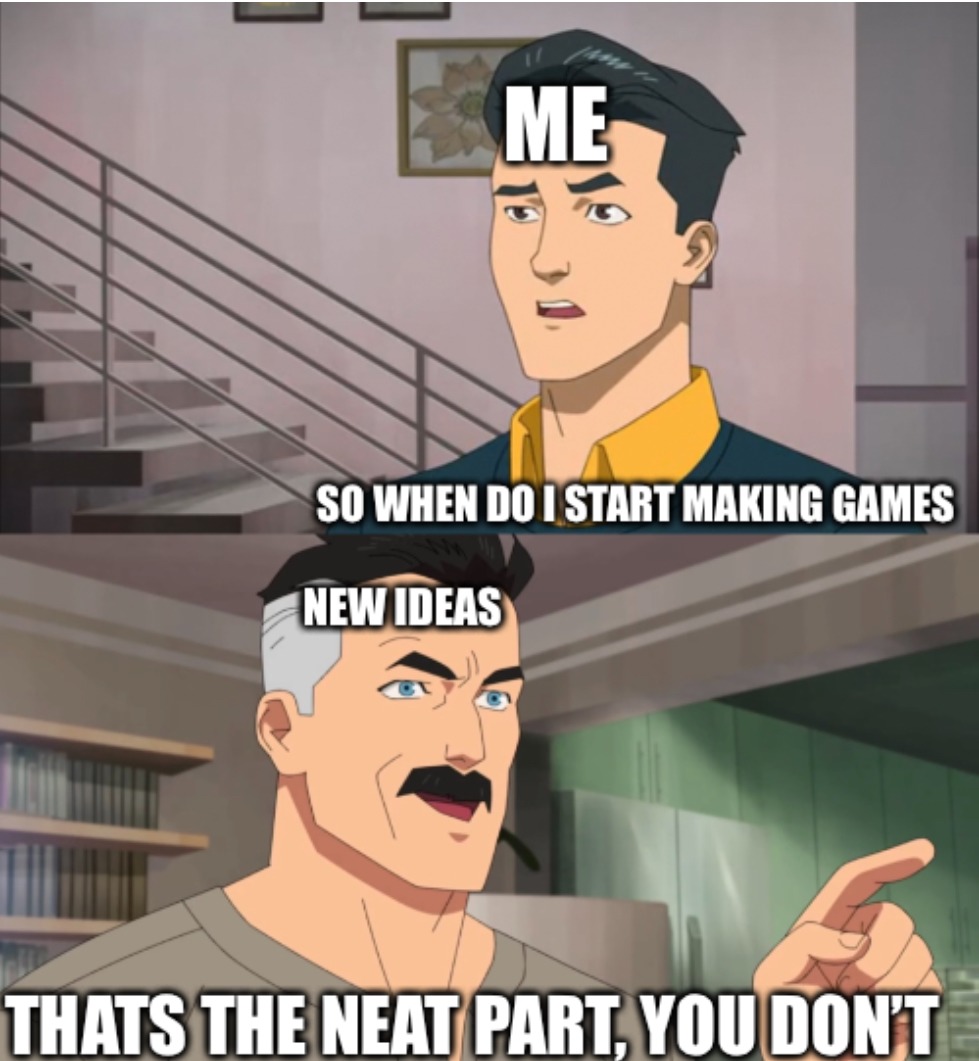 ME
SO WHEN DO I START MAKING GAMES
NEW IDEAS
THATS THE NEAT PART, YOU DON'T